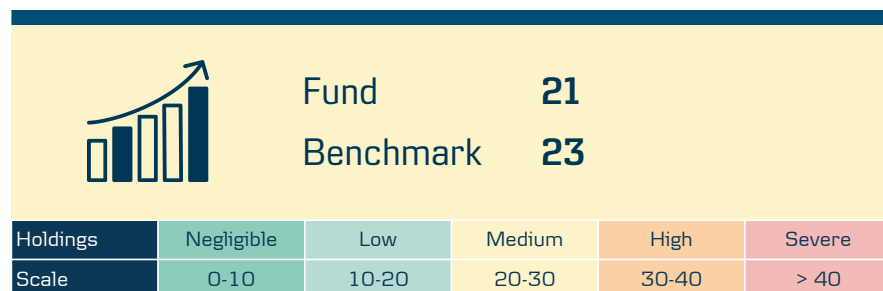 Fund 21
Benchmark 23
Holdings Negligible Low Medium High Severe
Scale 0-10 10-20 20-30 30-40 > 40